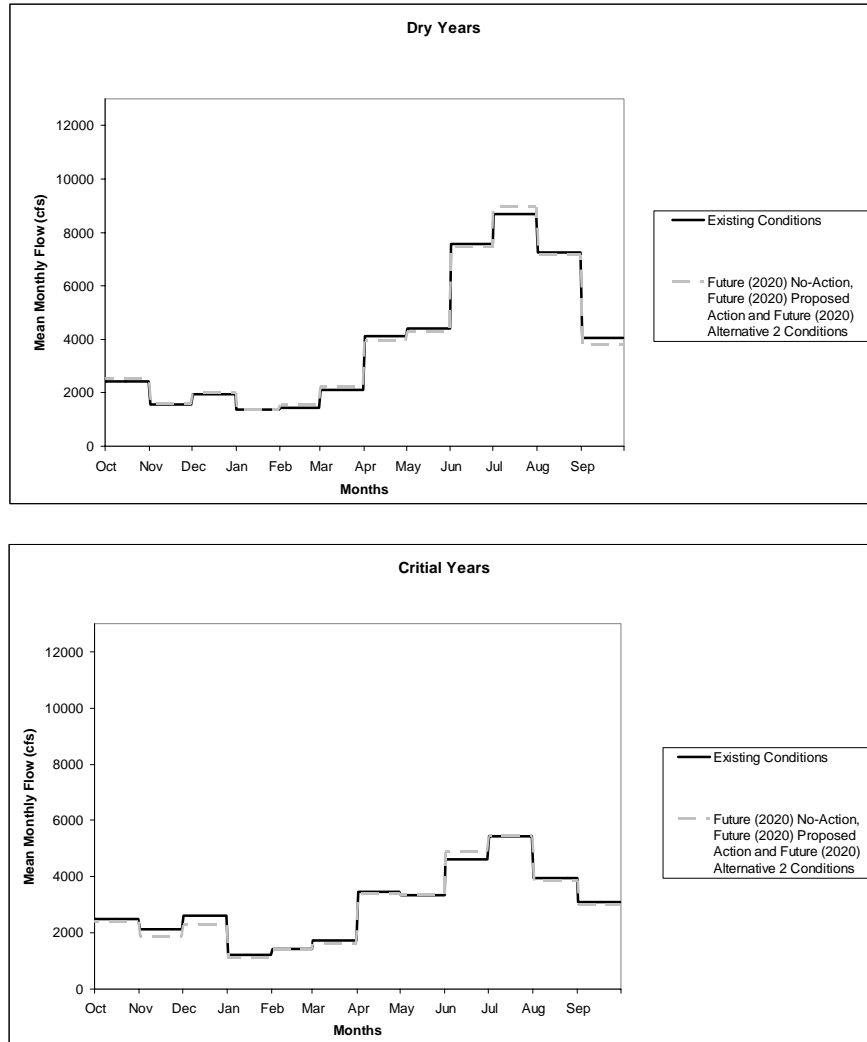 Dry Years
12000
10000
8000
6000
4000
2000
0
Mean Monthly Flow (cfs)
Oct Nov Dec Jan Feb Mar Apr May Jun Jul Aug Sep
Months
Existing Conditions
Future (2020) No-Action,
Future (2020) Proposed
Action and Future (2020)
Alternative 2 Conditions
Critial Years
12000
10000
8000
6000
4000
2000
0
Mean Monthly Flow (cfs)
Oct Nov Dec Jan Feb Mar Apr May Jun Jul Aug Sep
Months
Existing Conditions
Future (2020) No-Action,
Future (2020) Proposed
Action and Future (2020)
Alternative 2 Conditions